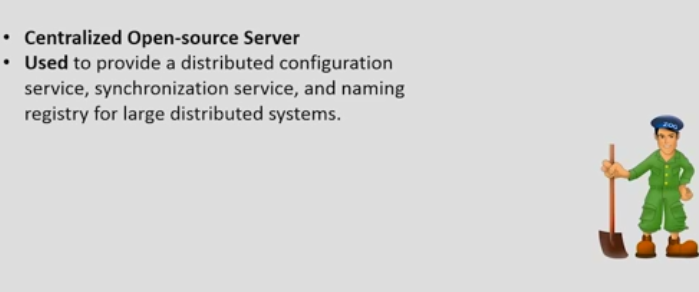 • Centralized Open-source Server
• Used to provide a distributed configuration
service, synchronization service, and naming
registry for large distributed systems.
ZOO